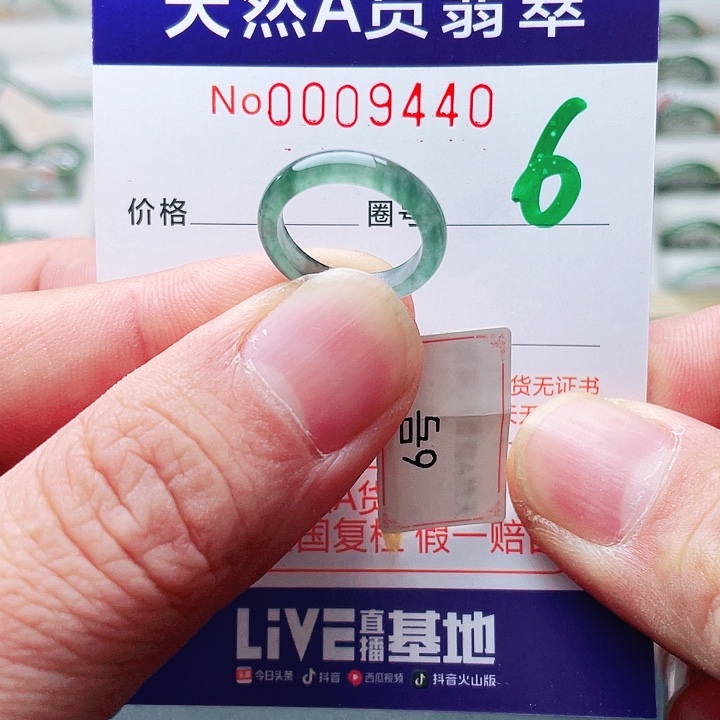 天然A货翡翠
No0009440
6
价格 圈号
货无证书
号6
A货
国复检 假一赔
LiVE直播基地
今日头条 抖音 西瓜视频 抖音火山版